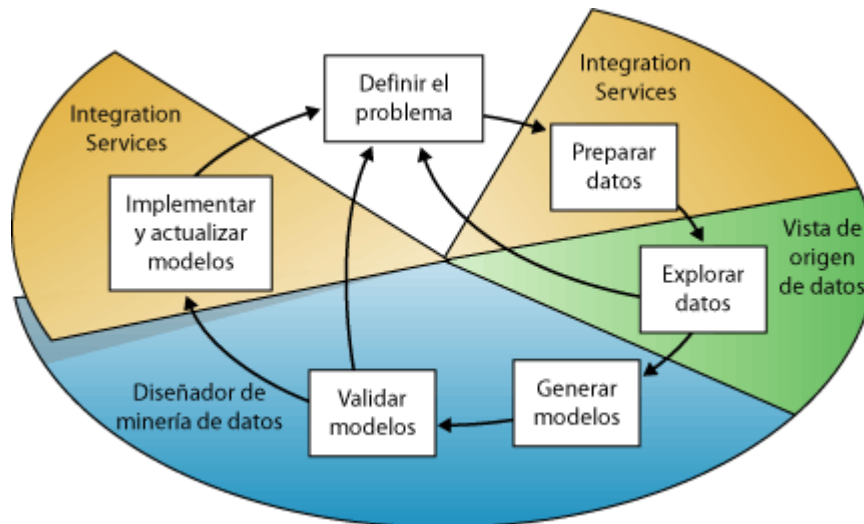 Definir el
problema
Integration
Services
Preparar
datos
Vista de
origen
de datos
Explorar
datos
Generar
modelos
Validar
modelos
Diseñador de
minería de datos
Implementar
y actualizar
modelos
Integration
Services